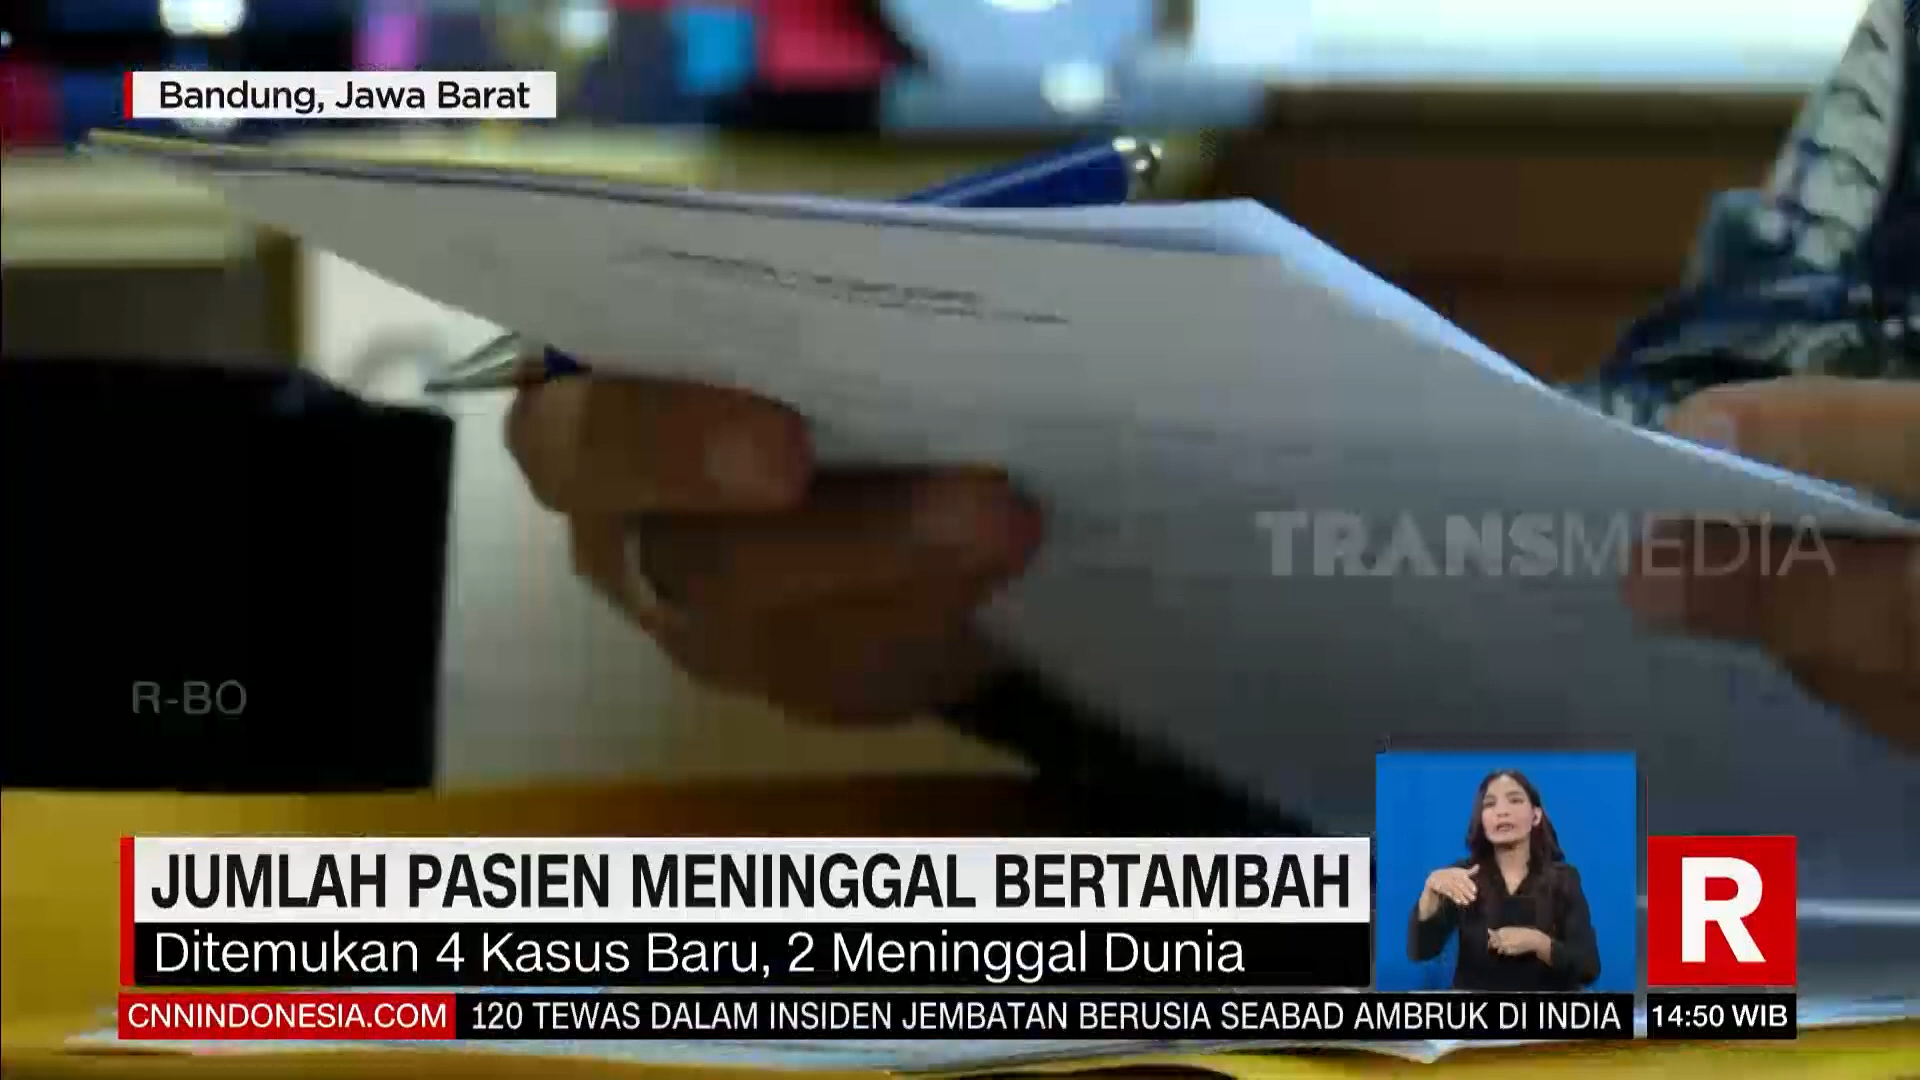 Bandung, Jawa Barat
TRANSMEDIA
R-BO
JUMLAH PASIEN MENINGGAL BERTAMBAH
Ditemukan 4 Kasus Baru, 2 Meninggal Dunia
R
CNNINDONESIA.COM 120 TEWAS DALAM INSIDEN JEMBATAN BERUSIA SEABAD AMBRUK DI INDIA 14:50 WIB